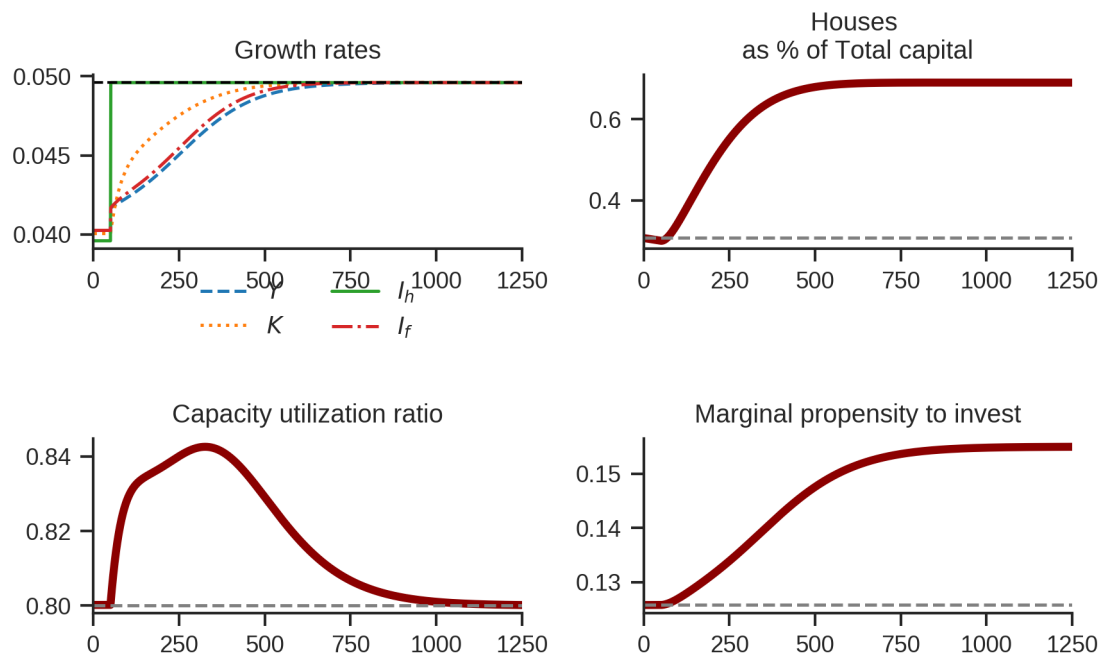 Growth rates
0.050
0.045
0.040
0 250 500 750 1000 1250
Y I_h
K I_f
Houses
as % of Total capital
0.6
0.4
0 250 500 750 1000 1250
Capacity utilization ratio
0.84
0.82
0.80
0 250 500 750 1000 1250
Marginal propensity to invest
0.15
0.14
0.13
0 250 500 750 1000 1250